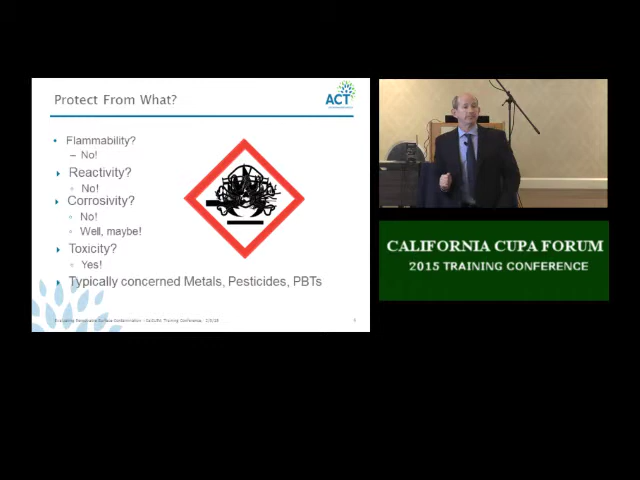 Protect From What?
ACT
Flammability?
– No!
Reactivity?
No!
Corrosivity?
No!
Well, maybe!
Toxicity?
Yes!
Typically concerned Metals, Pesticides, PBTs
CALIFORNIA CUPA FORUM
2015 TRAINING CONFERENCE